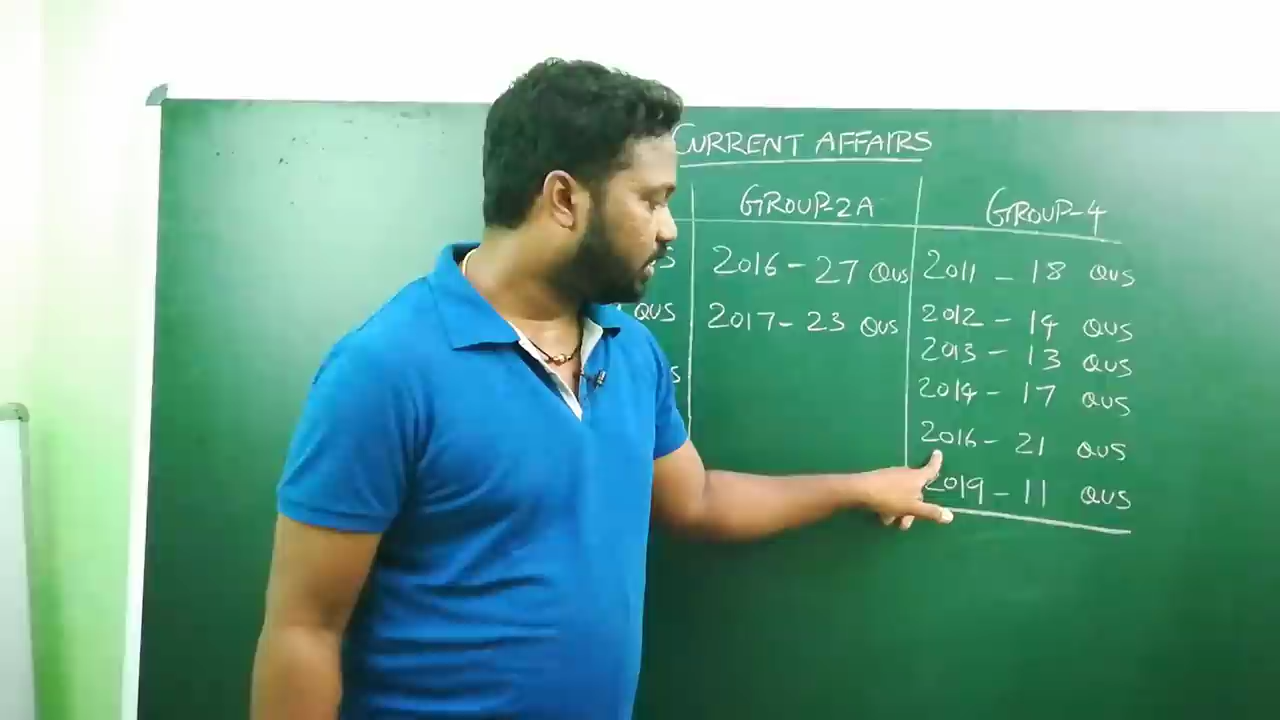 CURRENT AFFAIRS
GROUP-2A
GROUP-4
QUS
2016 - 27 QUS
2017 - 23 QUS
2011 - 18 QUS
2012 - 14 QUS
2013 - 13 QUS
2014 - 17 QUS
2016 - 21 QUS
2019 - 11 QUS